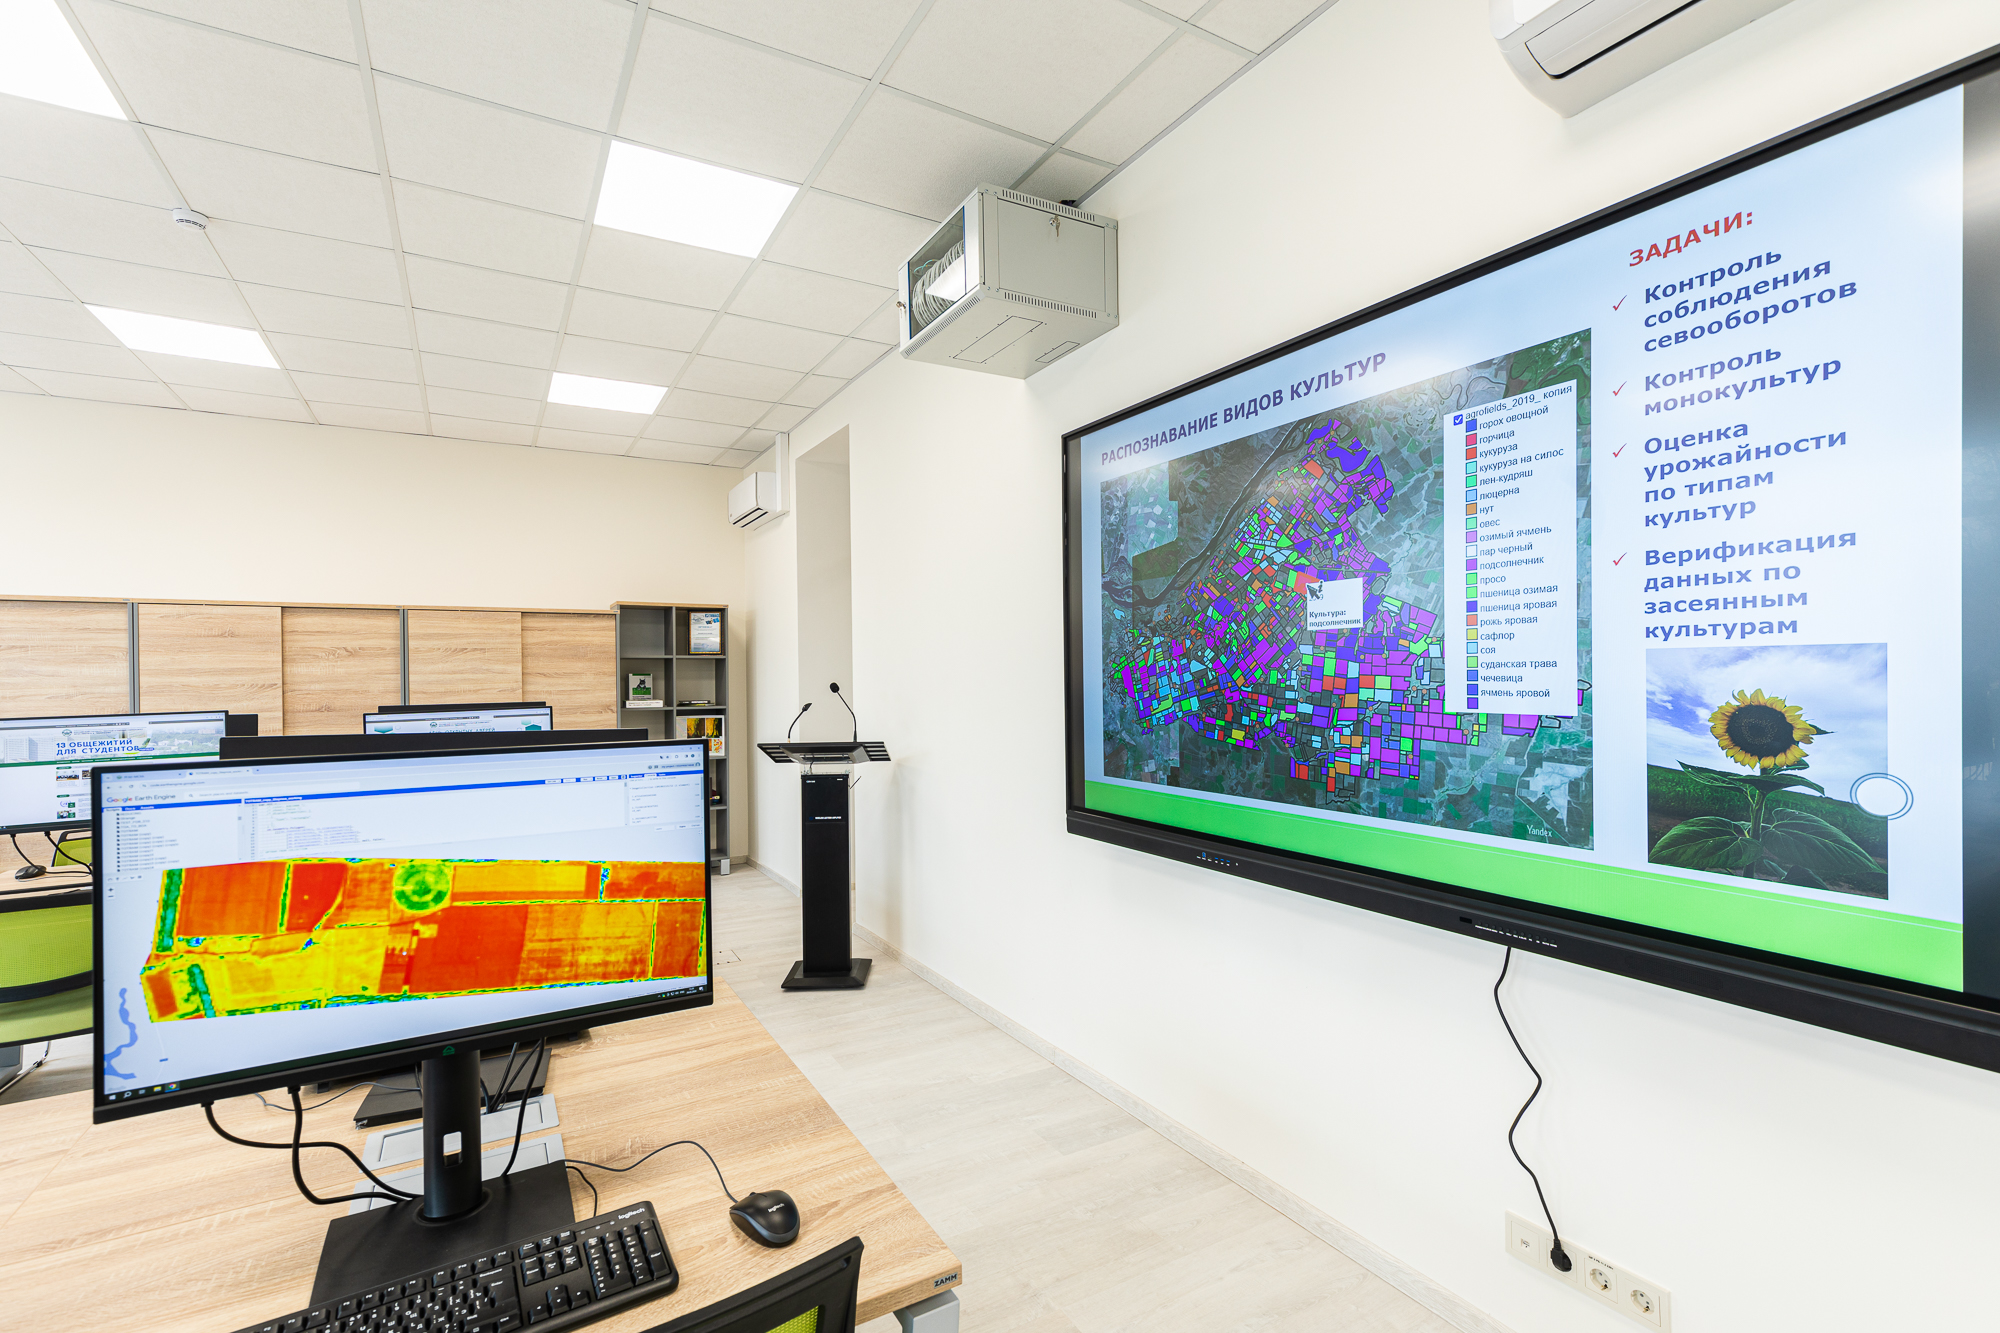 РАСПОЗНАВАНИЕ ВИДОВ КУЛЬТУР
agrofields_2019_ копия
горох овощной
горчица
кукуруза
кукуруза на силос
лен-кудряш
люцерна
нут
овес
озимый ячмень
пар черный
подсолнечник
просо
пшеница озимая
пшеница яровая
рожь яровая
сафлор
соя
суданская трава
чечевица
ячмень яровой
Культура:
подсолнечник
Yandex
ЗАДАЧИ:
Контроль
соблюдения
севооборотов
Контроль
монокультур
Оценка
урожайности
по типам
культур
Верификация
данных по
засеянным
культурам
13 ОБЩЕЖИТИЙ
ДЛЯ СТУДЕНТОВ
Google Earth Engine
logitech
logitech
ZAMM